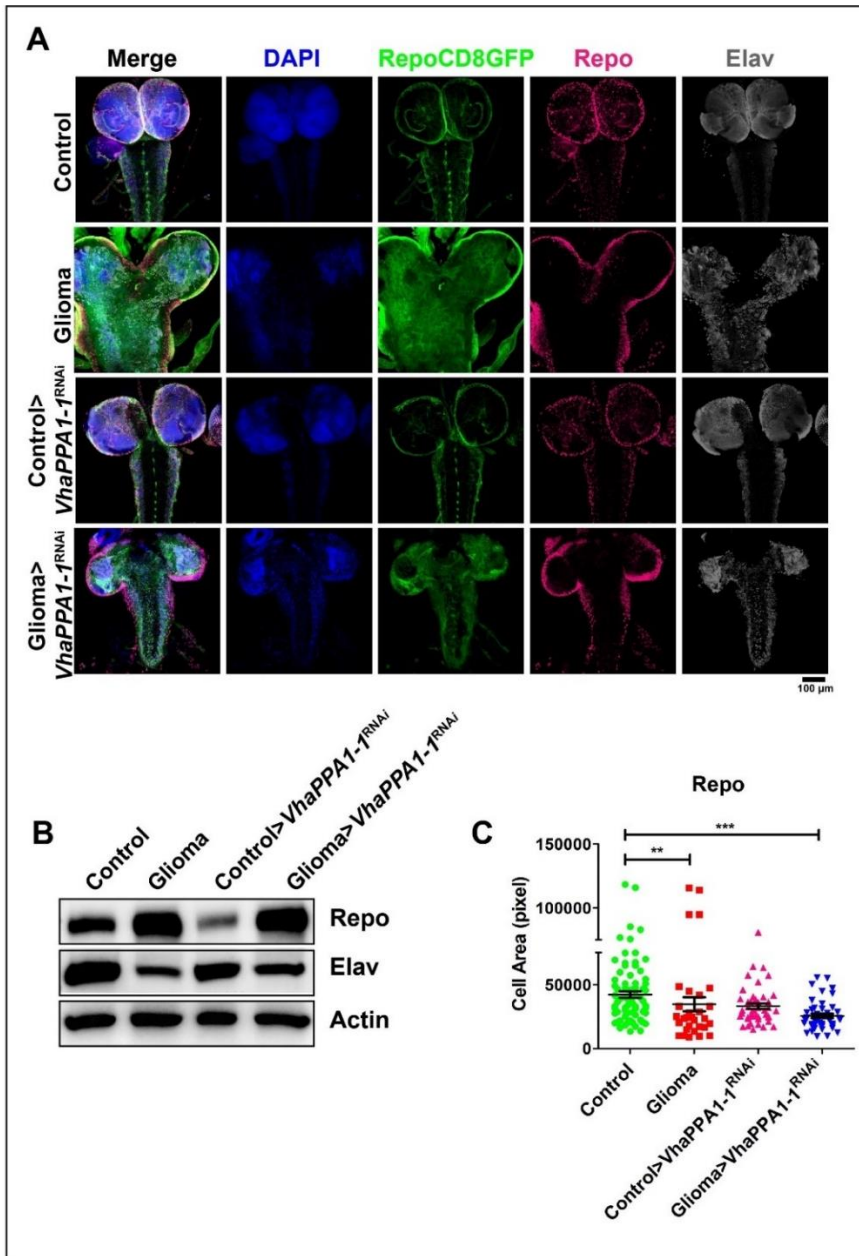 A
Merge DAPI RepoCD8GFP Repo Elav
Control
Glioma
Control>
VhaPPA1-1RNAi
Glioma>
VhaPPA1-1RNAi
100 µm
B
Control Glioma Control>VhaPPA1-1RNAi Glioma>VhaPPA1-1RNAi
Repo
Elav
Actin
C
Repo
***
**
Cell Area (pixel)
150000
100000
50000
0
Control Glioma Control>VhaPPA1-1RNAi Glioma>VhaPPA1-1RNAi